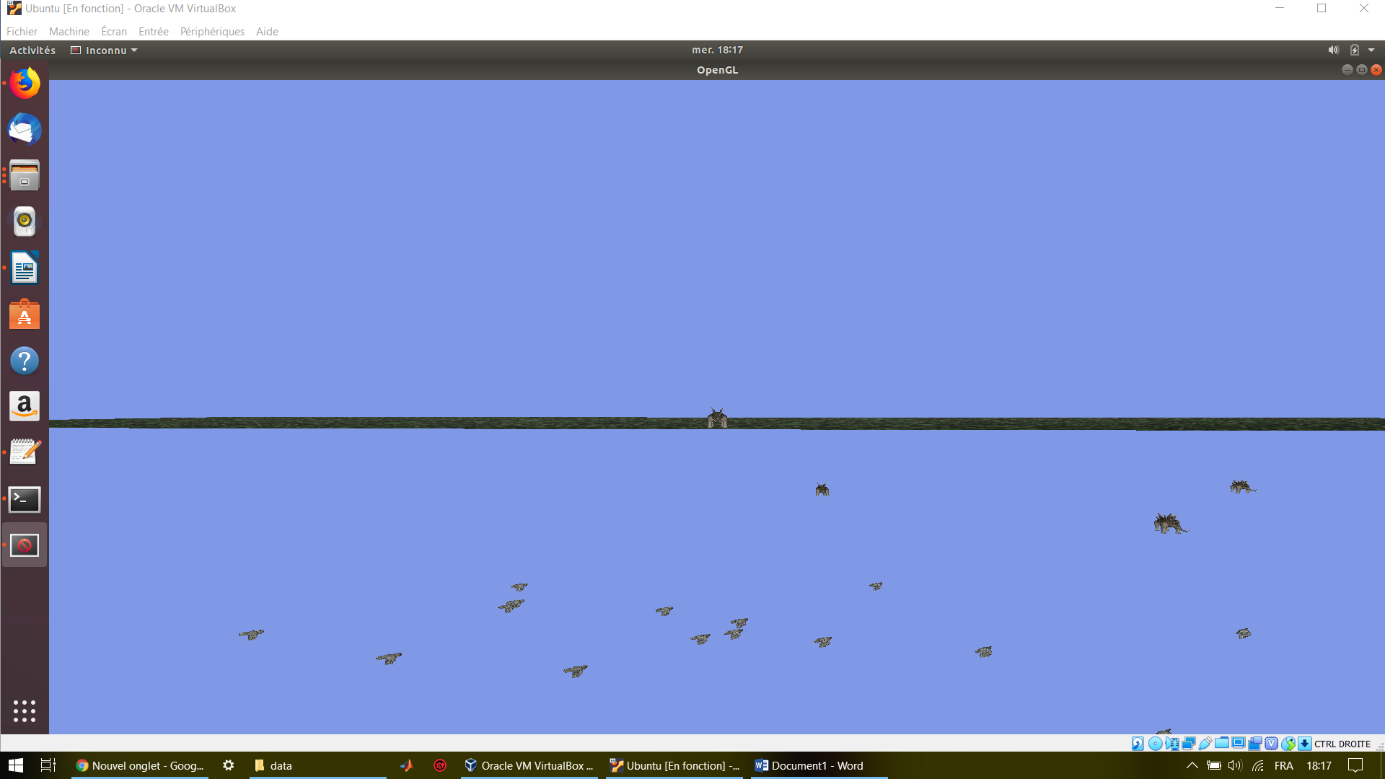 Ubuntu [En fonction] - Oracle VM VirtualBox
Fichier Machine Écran Entrée Périphériques Aide
Activités Inconnu mer. 18:17
OpenGL
CTRL DROITE
Nouvel onglet - Goog... data Oracle VM VirtualBox ... Ubuntu [En fonction] -... Document1 - Word FRA 18:17